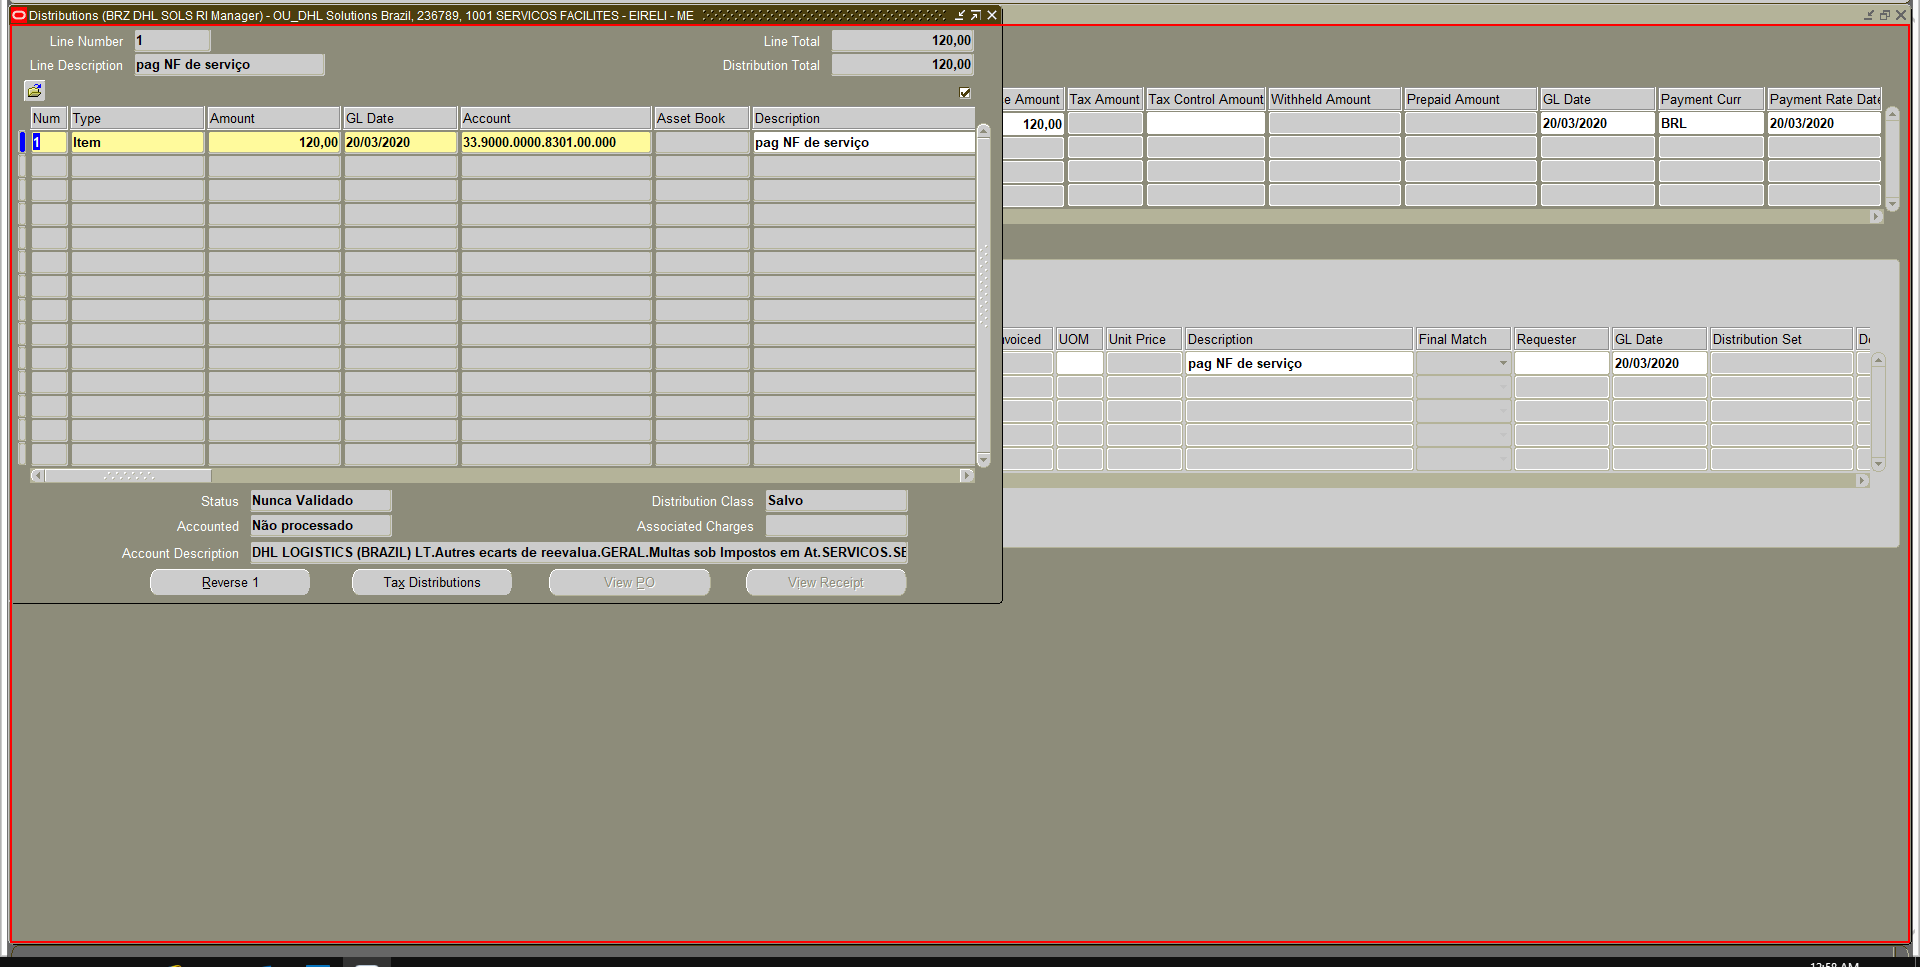 Distributions (BRZ DHL SOLS RI Manager) - OU_DHL Solutions Brazil, 236789, 1001 SERVICOS FACILITES - EIRELI - ME
Line Number 1 Line Total 120,00
Line Description pag NF de serviço Distribution Total 120,00
Num Type Amount GL Date Account Asset Book Description
1 Item 120,00 20/03/2020 33.9000.0000.8301.00.000 pag NF de serviço
Status Nunca Validado Distribution Class Salvo
Accounted Não processado Associated Charges
Account Description DHL LOGISTICS (BRAZIL) LT.Autres ecarts de reevalua.GERAL.Multas sob Impostos em At.SERVICOS.SE
Reverse 1 Tax Distributions View PO View Receipt
e Amount Tax Amount Tax Control Amount Withheld Amount Prepaid Amount GL Date Payment Curr Payment Rate Date
120,00 20/03/2020 BRL 20/03/2020
voiced UOM Unit Price Description Final Match Requester GL Date Distribution Set
pag NF de serviço 20/03/2020